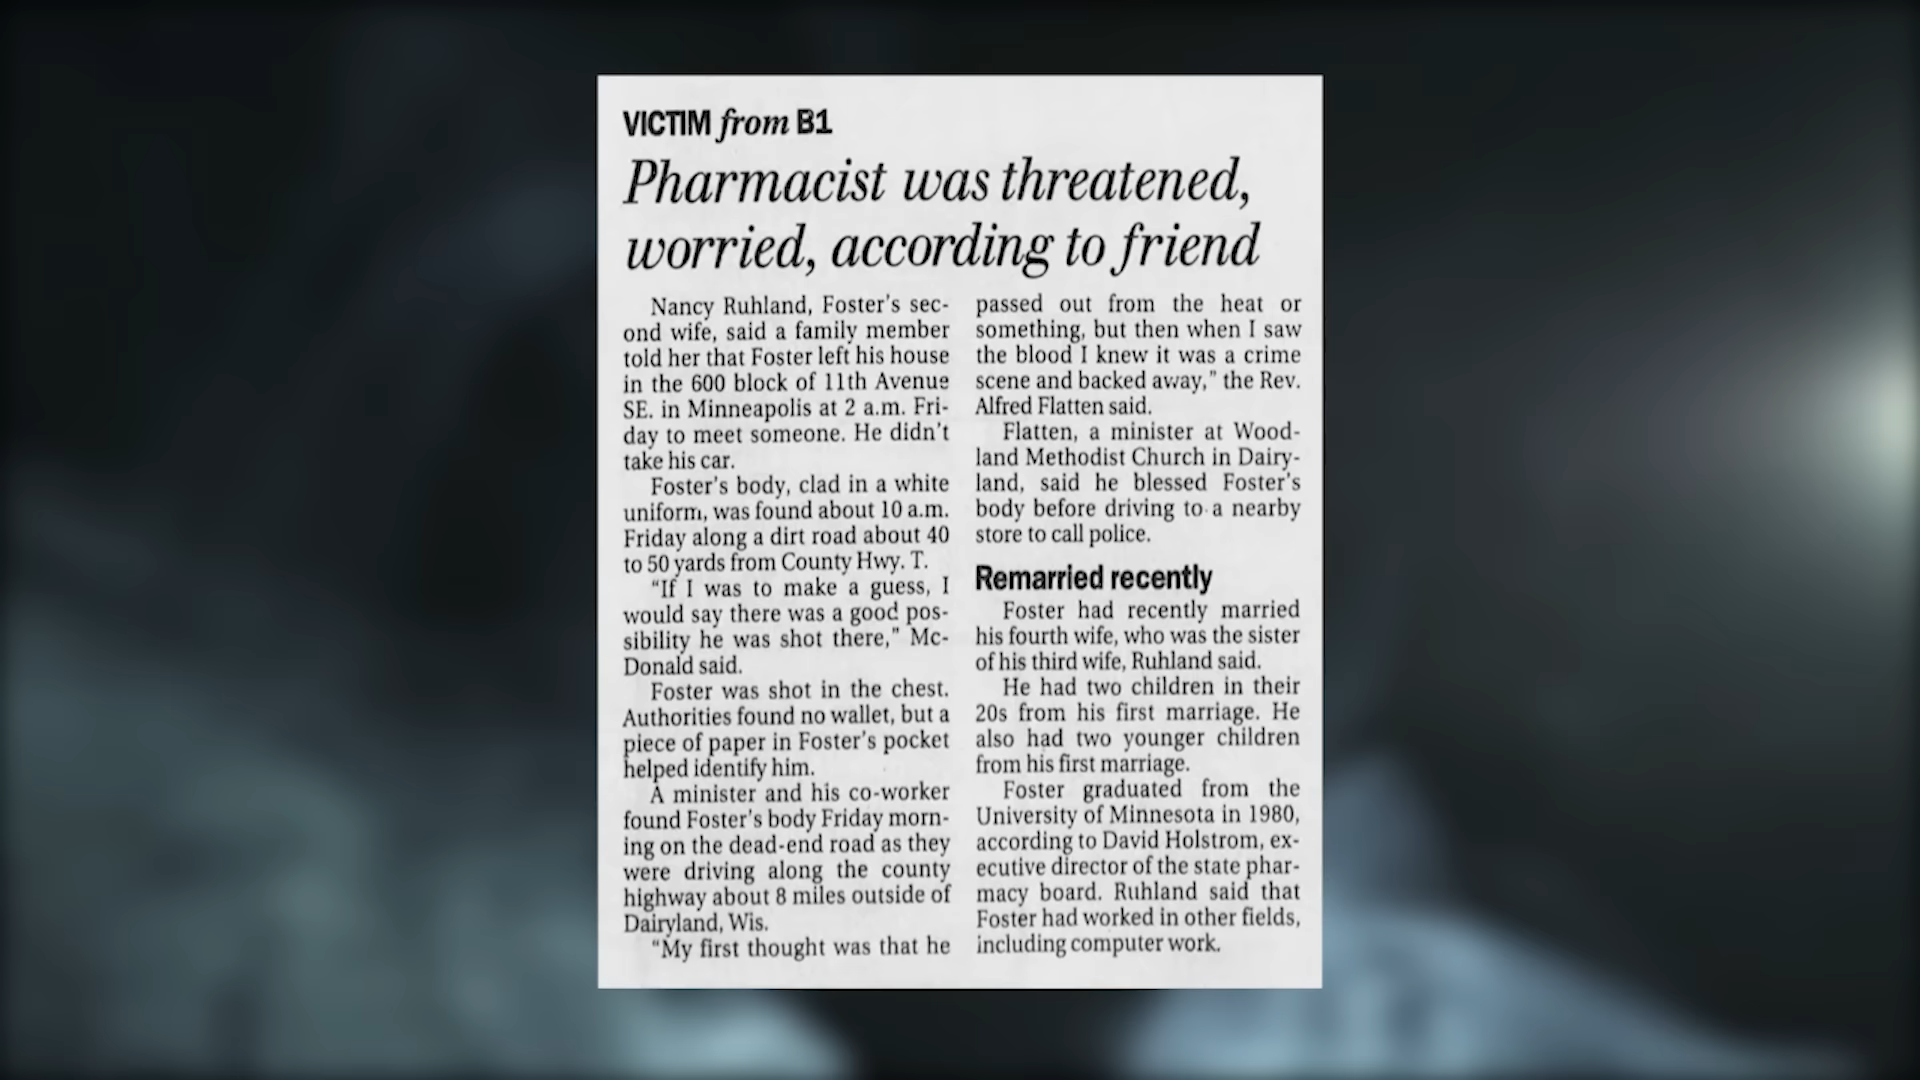 VICTIM from B1
Pharmacist was threatened,
worried, according to friend
Nancy Ruhland, Foster's sec-
ond wife, said a family member
told her that Foster left his house
in the 600 block of 11th Avenue
SE. in Minneapolis at 2 a.m. Fri-
day to meet someone. He didn't
take his car.
Foster's body, clad in a white
uniform, was found about 10 a.m.
Friday along a dirt road about 40
to 50 yards from County Hwy. T.
"If I was to make a guess, I
would say there was a good pos-
sibility he was shot there," Mc-
Donald said.
Foster was shot in the chest.
Authorities found no wallet, but a
piece of paper in Foster's pocket
helped identify him.
A minister and his co-worker
found Foster's body Friday morn-
ing on the dead-end road as they
were driving along the county
highway about 8 miles outside of
Dairyland, Wis.
"My first thought was that he
passed out from the heat or
something, but then when I saw
the blood I knew it was a crime
scene and backed away," the Rev.
Alfred Flatten said.
Flatten, a minister at Wood-
land Methodist Church in Dairy-
land, said he blessed Foster's
body before driving to a nearby
store to call police.
Remarried recently
Foster had recently married
his fourth wife, who was the sister
of his third wife, Ruhland said.
He had two children in their
20s from his first marriage. He
also had two younger children
from his first marriage.
Foster graduated from the
University of Minnesota in 1980,
according to David Holstrom, ex-
ecutive director of the state phar-
macy board. Ruhland said that
Foster had worked in other fields,
including computer work.